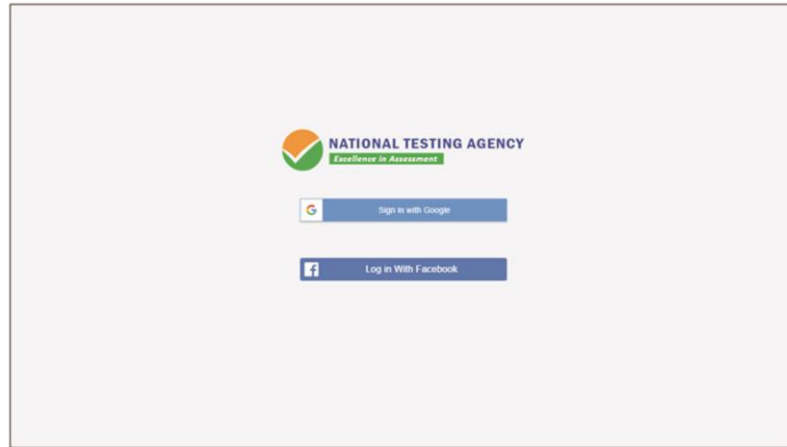 NATIONAL TESTING AGENCY
Excellence in Assessment
Sign in with Google
Log in With Facebook